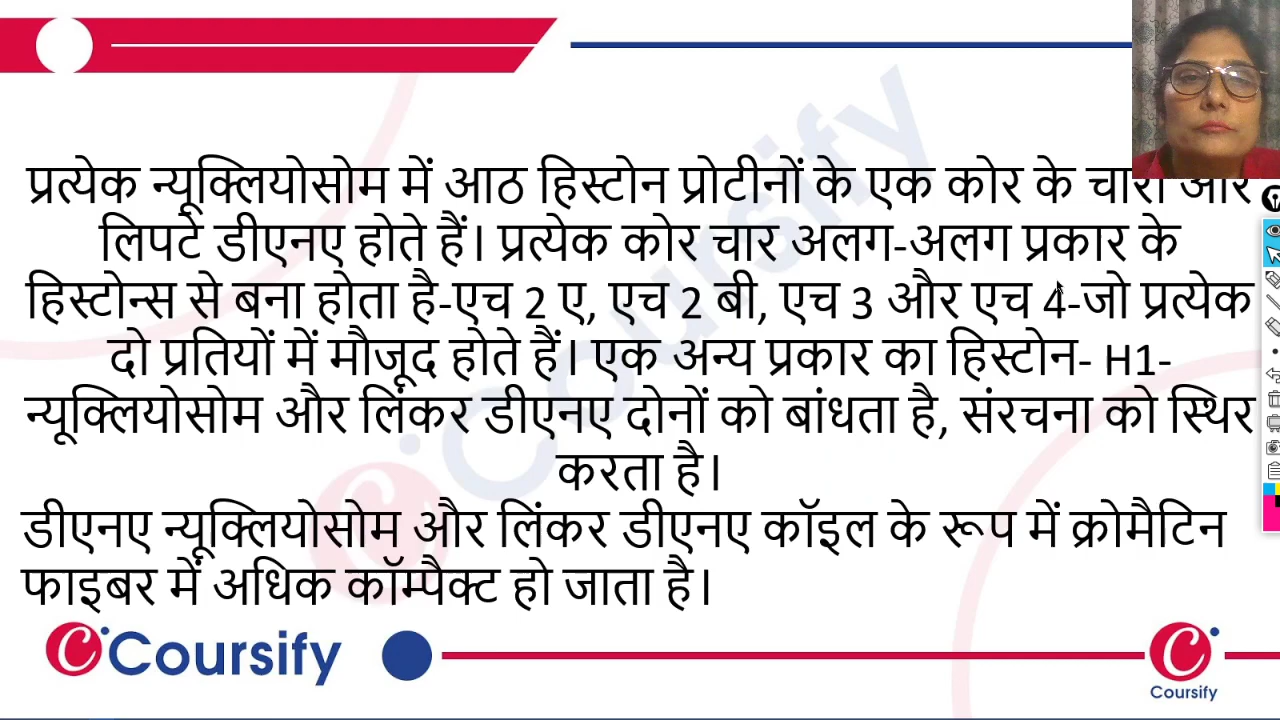 प्रत्येक न्यूक्लियोसोम में आठ हिस्टोन प्रोटीनों के एक कोर के चारों ओर
लिपटे डीएनए होते हैं। प्रत्येक कोर चार अलग-अलग प्रकार के
हिस्टोन्स से बना होता है-एच 2 ए, एच 2 बी, एच 3 और एच 4-जो प्रत्येक
दो प्रतियों में मौजूद होते हैं। एक अन्य प्रकार का हिस्टोन- H1-
न्यूक्लियोसोम और लिंकर डीएनए दोनों को बांधता है, संरचना को स्थिर
करता है।
डीएनए न्यूक्लियोसोम और लिंकर डीएनए कॉइल के रूप में क्रोमैटिन
फाइबर में अधिक कॉम्पैक्ट हो जाता है।
Coursify
Coursify
Coursify